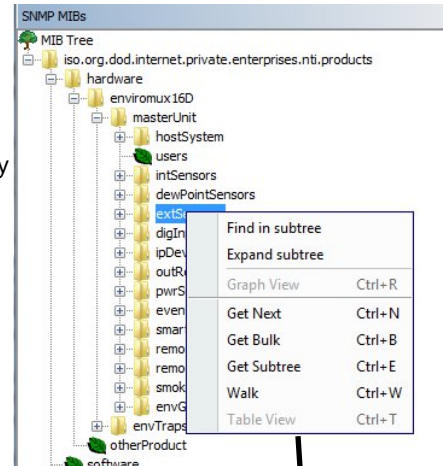 SNMP MIBs
MIB Tree
iso.org.dod.internet.private.enterprises.nti.products
hardware
enviromux16D
masterUnit
hostSystem
users
intSensors
dewPointSensors
extSe
digIn
ipDev
outRe
pwrS
even
smar
remo
remo
smok
envG
envTraps
otherProduct
software
y
Find in subtree
Expand subtree
Graph View Ctrl+R
Get Next Ctrl+N
Get Bulk Ctrl+B
Get Subtree Ctrl+E
Walk Ctrl+W
Table View Ctrl+T